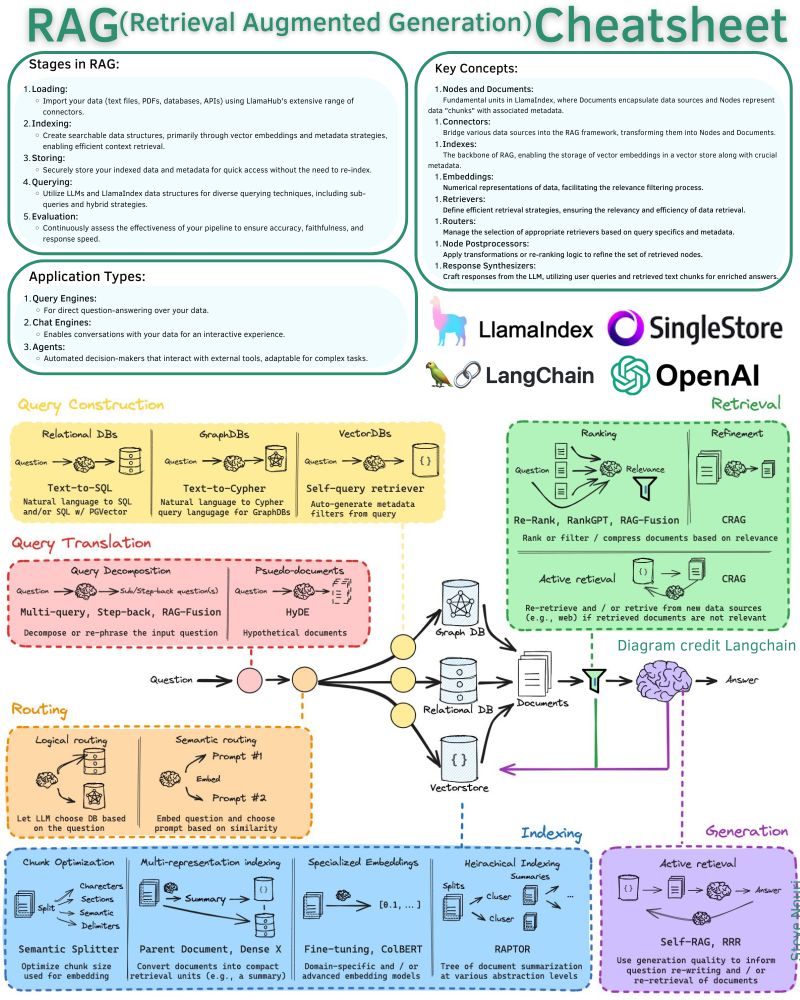 RAG(Retrieval Augmented Generation)Cheatsheet
Stages in RAG:
1. Loading:
Import your data (text files, PDFs, databases, APIs) using LlamaHub's extensive range of
connectors.
2. Indexing:
Create searchable data structures, primarily through vector embeddings and metadata strategies,
enabling efficient context retrieval.
3. Storing:
Securely store your indexed data and metadata for quick access without the need to re-index.
4. Querying:
Utilize LLMs and LlamaIndex data structures for diverse querying techniques, including sub-
queries and hybrid strategies.
5. Evaluation:
Continuously assess the effectiveness of your pipeline to ensure accuracy, faithfulness, and
response speed.
Application Types:
1. Query Engines:
For direct question-answering over your data.
2. Chat Engines:
Enables conversations with your data for an interactive experience.
3. Agents:
Automated decision-makers that interact with external tools, adaptable for complex tasks.
Key Concepts:
1. Nodes and Documents:
Fundamental units in LlamaIndex, where Documents encapsulate data sources and Nodes represent
data "chunks" with associated metadata.
1. Connectors:
Bridge various data sources into the RAG framework, transforming them into Nodes and Documents.
1. Indexes:
The backbone of RAG, enabling the storage of vector embeddings in a vector store along with crucial
metadata.
1. Embeddings:
Numerical representations of data, facilitating the relevance filtering process.
1. Retrievers:
Define efficient retrieval strategies, ensuring the relevancy and efficiency of data retrieval.
1. Routers:
Manage the selection of appropriate retrievers based on query specifics and metadata.
1. Node Postprocessors:
Apply transformations or re-ranking logic to refine the set of retrieved nodes.
1. Response Synthesizers:
Craft responses from the LLM, utilizing user queries and retrieved text chunks for enriched answers.
LlamaIndex
SingleStore
LangChain
OpenAI
Query Construction
Relational DBs
Question
Text-to-SQL
Natural language to SQL
and/or SQL w/ PGVector
GraphDBs
Question
Text-to-Cypher
Natural language to Cypher
query langugage for GraphDBs
VectorDBs
Question
{ }
Self-query retriever
Auto-generate metadata
filters from query
Retrieval
Ranking
Question
Relevance
Re-Rank, RankGPT, RAG-Fusion
Refinement
CRAG
Rank or filter / compress documents based on relevance
Active retrieval
{ }
CRAG
Re-retrieve and / or retrive from new data sources
(e.g., web) if retrieved documents are not relevant
Query Translation
Query Decomposition
Question
Sub/Step-back question(s)
Multi-query, Step-back, RAG-Fusion
Decompose or re-phrase the input question
Psuedo-documents
Question
HyDE
Hypothetical documents
Graph DB
Diagram credit Langchain
Question
Relational DB
Documents
Answer
{ }
Vectorstore
Routing
Logical routing
Let LLM choose DB based
on the question
Semantic routing
Prompt #1
Embed
Prompt #2
Embed question and choose
prompt based on similarity
Indexing
Chunk Optimization
Split
Characters
Sections
Semantic
Delimiters
Semantic Splitter
Optimize chunk size
used for embedding
Multi-representation indexing
Summary
{ }
Parent Document, Dense X
Convert documents into compact
retrieval units (e.g., a summary)
Specialized Embeddings
[0.1, ...]
Fine-tuning, ColBERT
Domain-specific and / or
advanced embedding models
Heirachical Indexing
Summaries
Splits
Cluser
...
Cluser
RAPTOR
Tree of document summarization
at various abstraction levels
Generation
Active retrieval
{ }
Answer
Self-RAG, RRR
Use generation quality to inform
question re-writing and / or
re-retrieval of documents
Steve Nouri